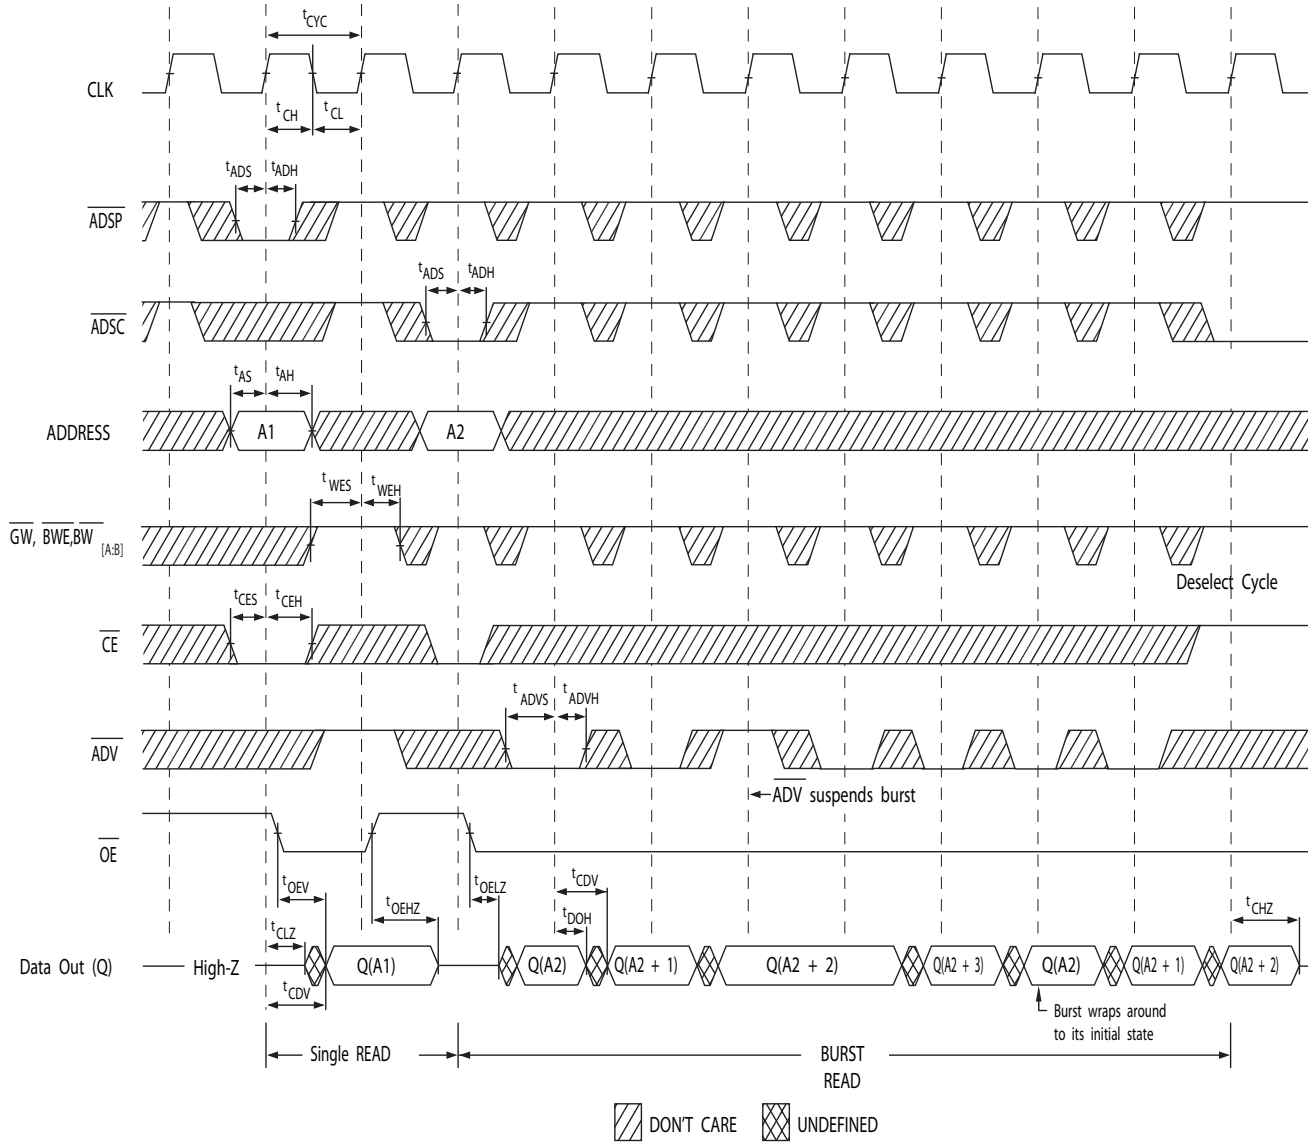 tCYC
CLK
tCH tCL
tADS tADH
ADSP
tADS tADH
ADSC
tAS tAH
ADDRESS A1 A2
tWES tWEH
GW, BWE,BW [A:B]
Deselect Cycle
tCES tCEH
CE
tADVS tADVH
ADV
ADV suspends burst
OE
tOEV tOEHZ tOELZ tCDV
tCLZ tDOH tCHZ
Data Out (Q) High-Z Q(A1) Q(A2) Q(A2 + 1) Q(A2 + 2) Q(A2 + 3) Q(A2) Q(A2 + 1) Q(A2 + 2)
tCDV
Burst wraps around
to its initial state
Single READ BURST
READ
DON'T CARE UNDEFINED